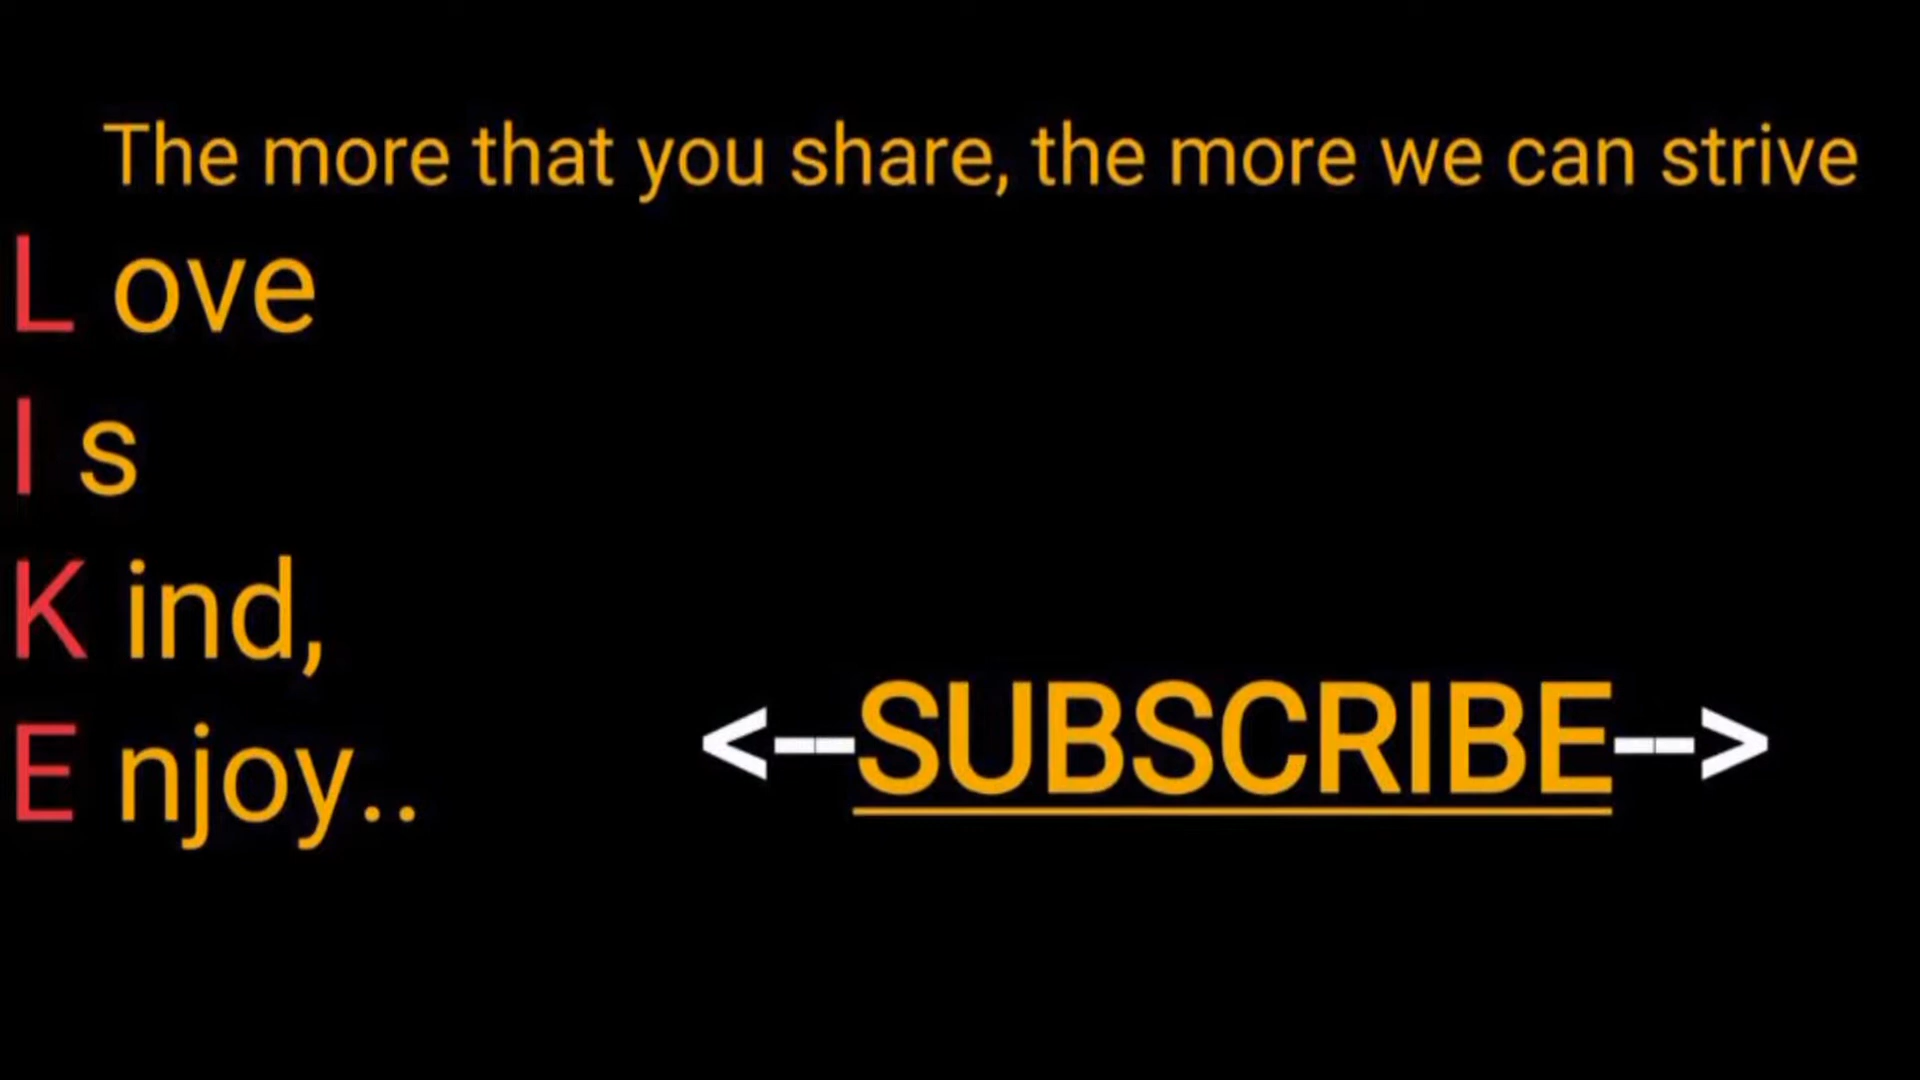 The more that you share, the more we can strive
L ove
I s
K ind,
E njoy..
<--SUBSCRIBE-->